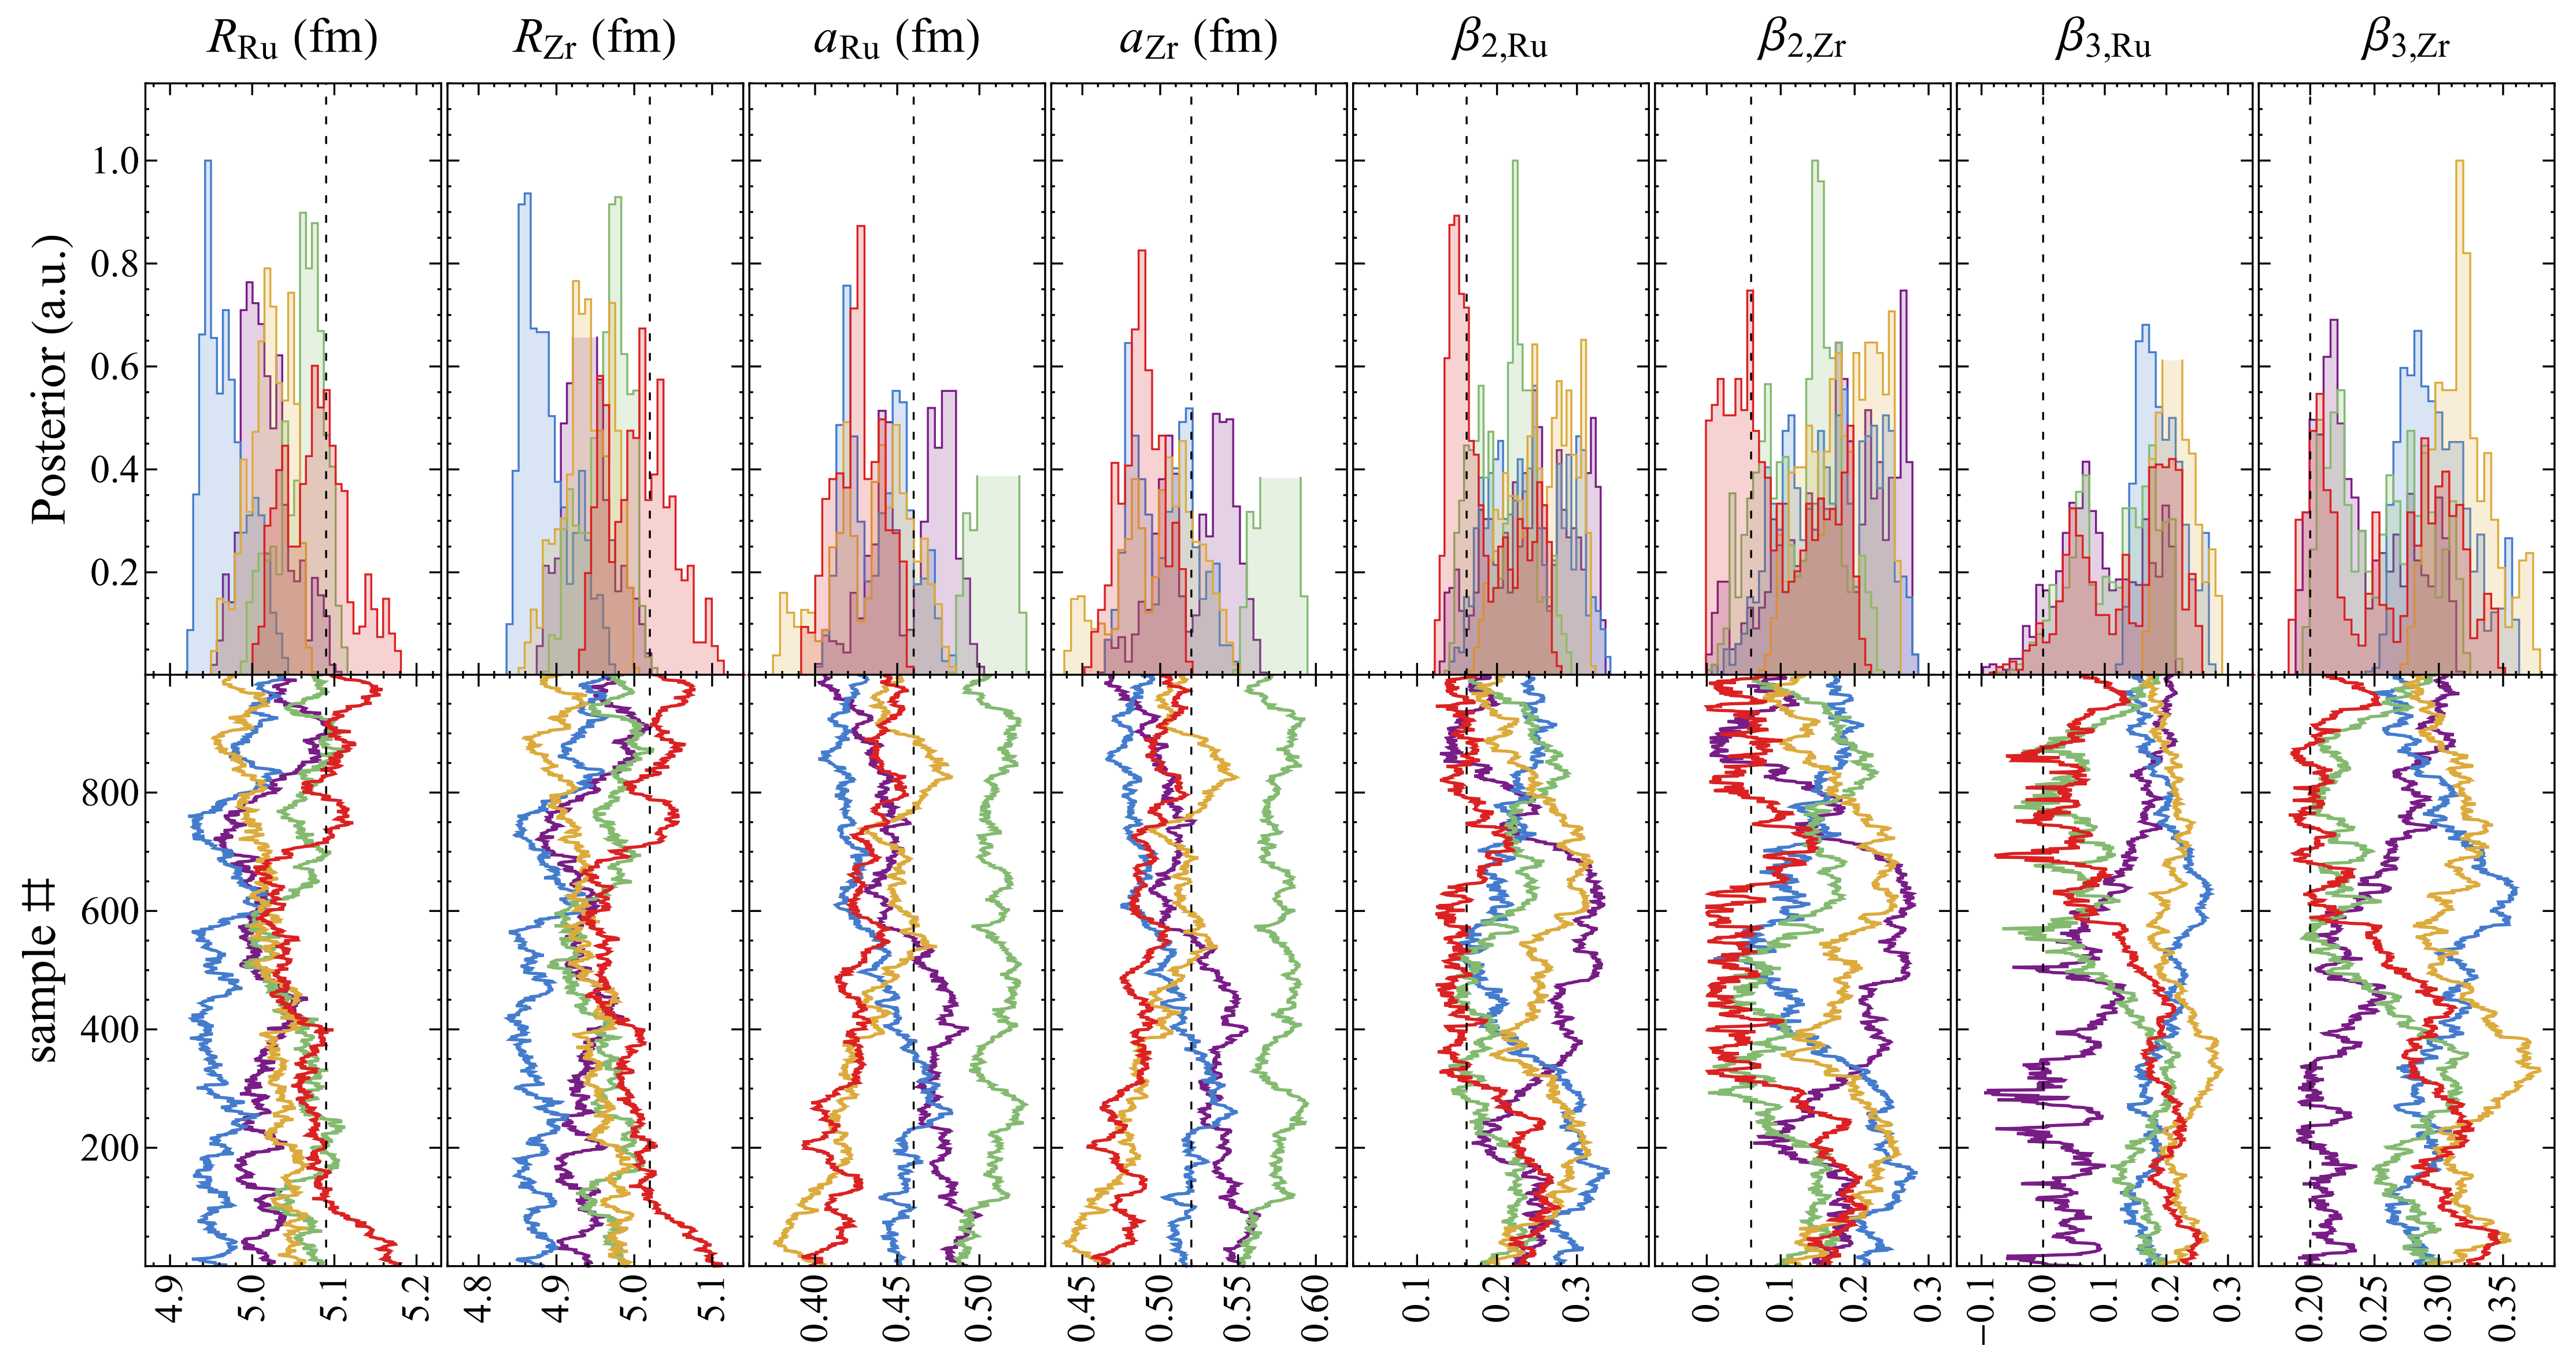 R_Ru (fm) R_Zr (fm) a_Ru (fm) a_Zr (fm) β_2,Ru β_2,Zr β_3,Ru β_3,Zr
Posterior (a.u.)
1.0
0.8
0.6
0.4
0.2
sample #
800
600
400
200
4.9 5.0 5.1 5.2 4.8 4.9 5.0 5.1 0.40 0.45 0.50 0.45 0.50 0.55 0.60 0.1 0.2 0.3 0.0 0.1 0.2 0.3 −0.1 0.0 0.1 0.2 0.3 0.20 0.25 0.30 0.35